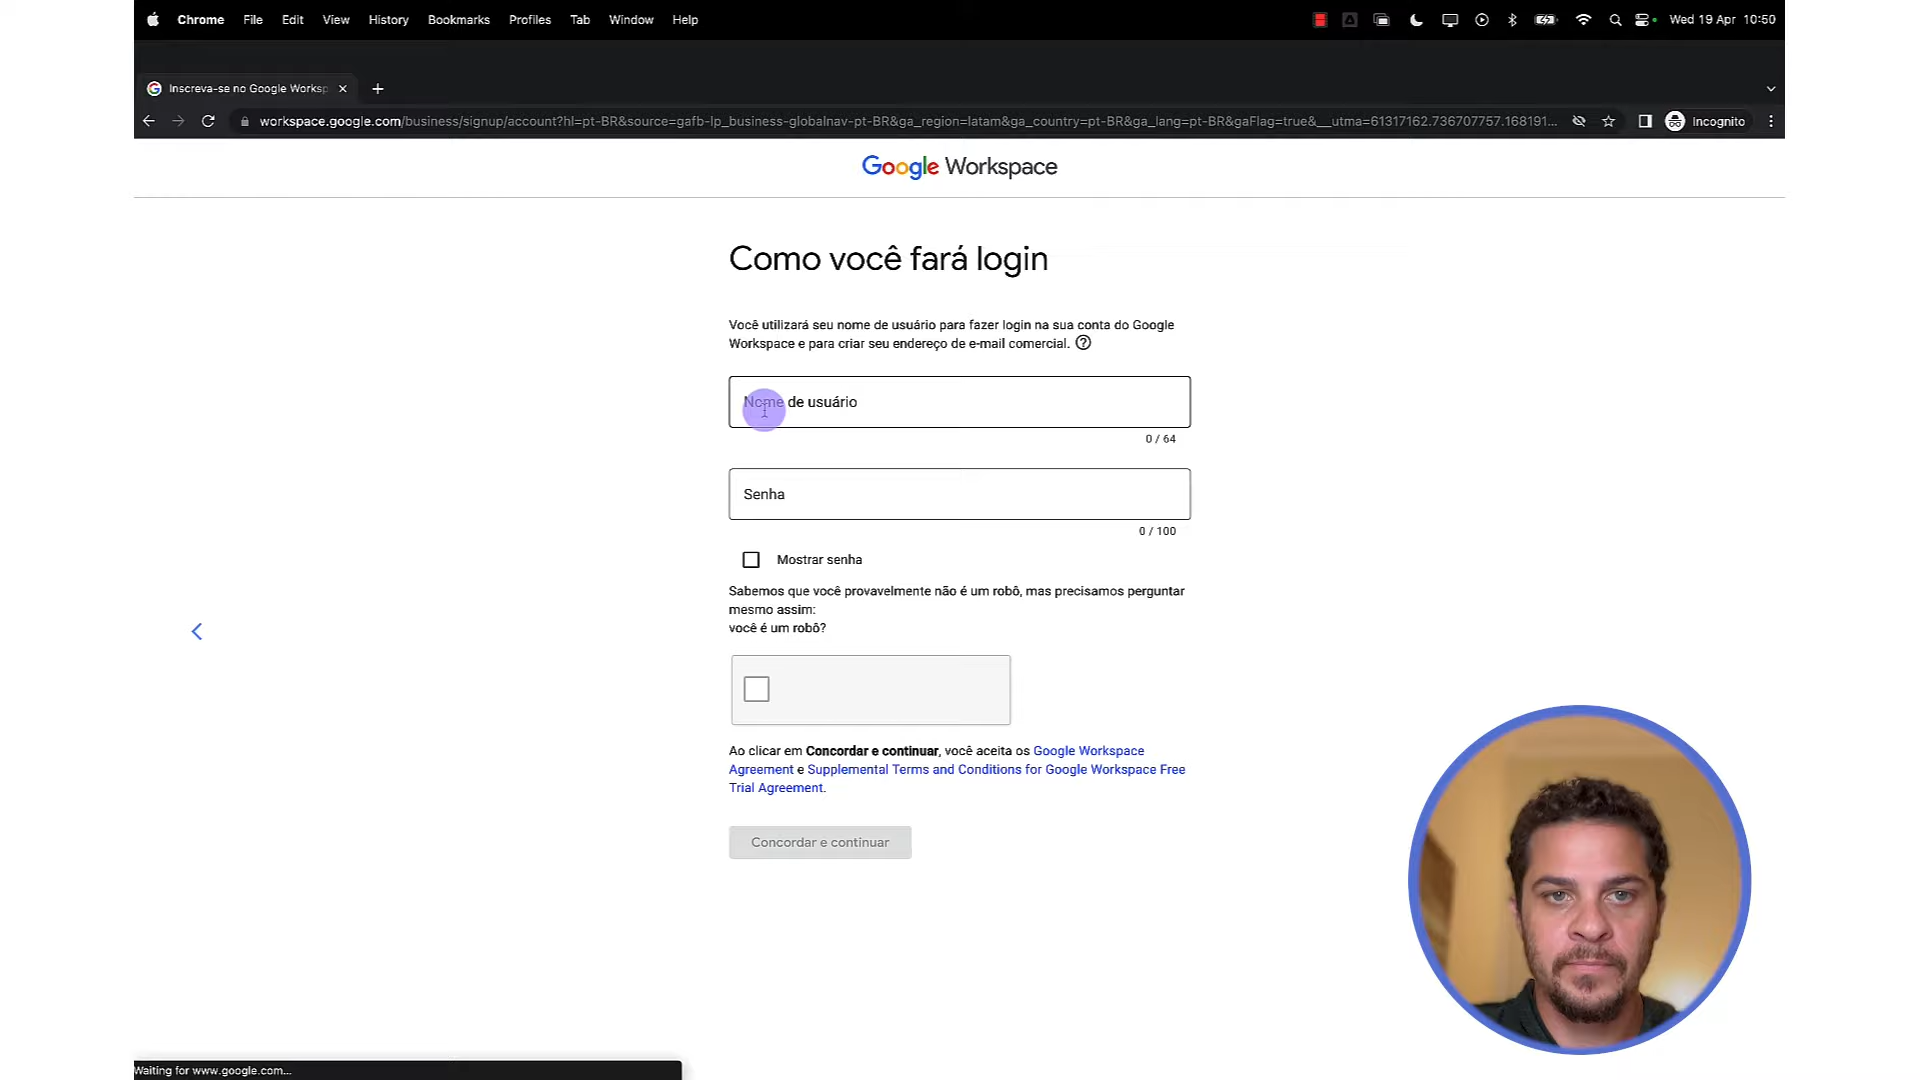 Chrome File Edit View History Bookmarks Profiles Tab Window Help Wed 19 Apr 10:50
Inscreva-se no Google Worksp
workspace.google.com/business/signup/account?hl=pt-BR&source=gafb-lp_business-globalnav-pt-BR&ga_region=latam&ga_country=pt-BR&ga_lang=pt-BR&gaFlag=true&__utma=61317162.736707757.168191... Incognito
Google Workspace
Como você fará login
Você utilizará seu nome de usuário para fazer login na sua conta do Google
Workspace e para criar seu endereço de e-mail comercial.
Nome de usuário
0 / 64
Senha
0 / 100
Mostrar senha
Sabemos que você provavelmente não é um robô, mas precisamos perguntar
mesmo assim:
você é um robô?
Ao clicar em Concordar e continuar, você aceita os Google Workspace
Agreement e Supplemental Terms and Conditions for Google Workspace Free
Trial Agreement.
Concordar e continuar
Waiting for www.google.com...